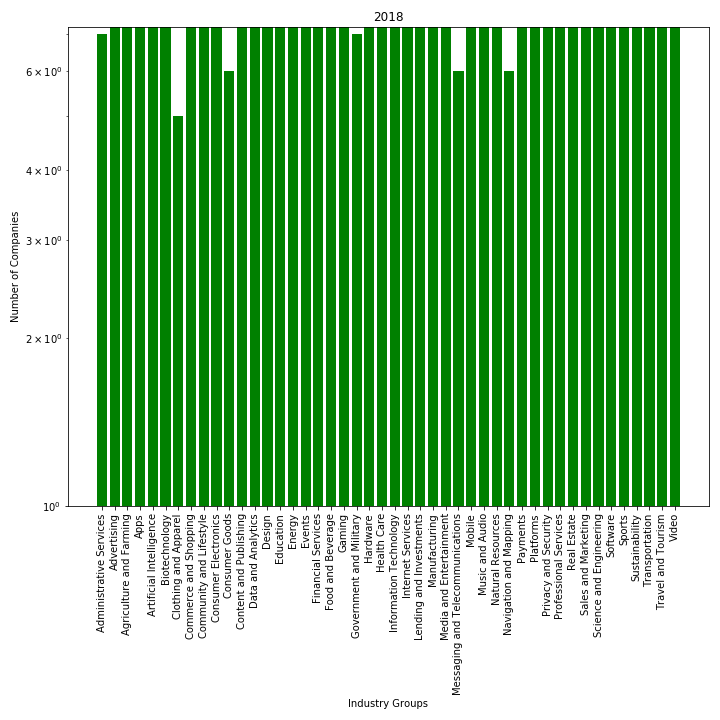 2018
Number of Companies
6 × 10⁰
4 × 10⁰
3 × 10⁰
2 × 10⁰
10⁰
Administrative Services
Advertising
Agriculture and Farming
Apps
Artificial Intelligence
Biotechnology
Clothing and Apparel
Commerce and Shopping
Community and Lifestyle
Consumer Electronics
Consumer Goods
Content and Publishing
Data and Analytics
Design
Education
Energy
Events
Financial Services
Food and Beverage
Gaming
Government and Military
Hardware
Health Care
Information Technology
Internet Services
Lending and Investments
Manufacturing
Media and Entertainment
Messaging and Telecommunications
Mobile
Music and Audio
Natural Resources
Navigation and Mapping
Payments
Platforms
Privacy and Security
Professional Services
Real Estate
Sales and Marketing
Science and Engineering
Software
Sports
Sustainability
Transportation
Travel and Tourism
Video
Industry Groups